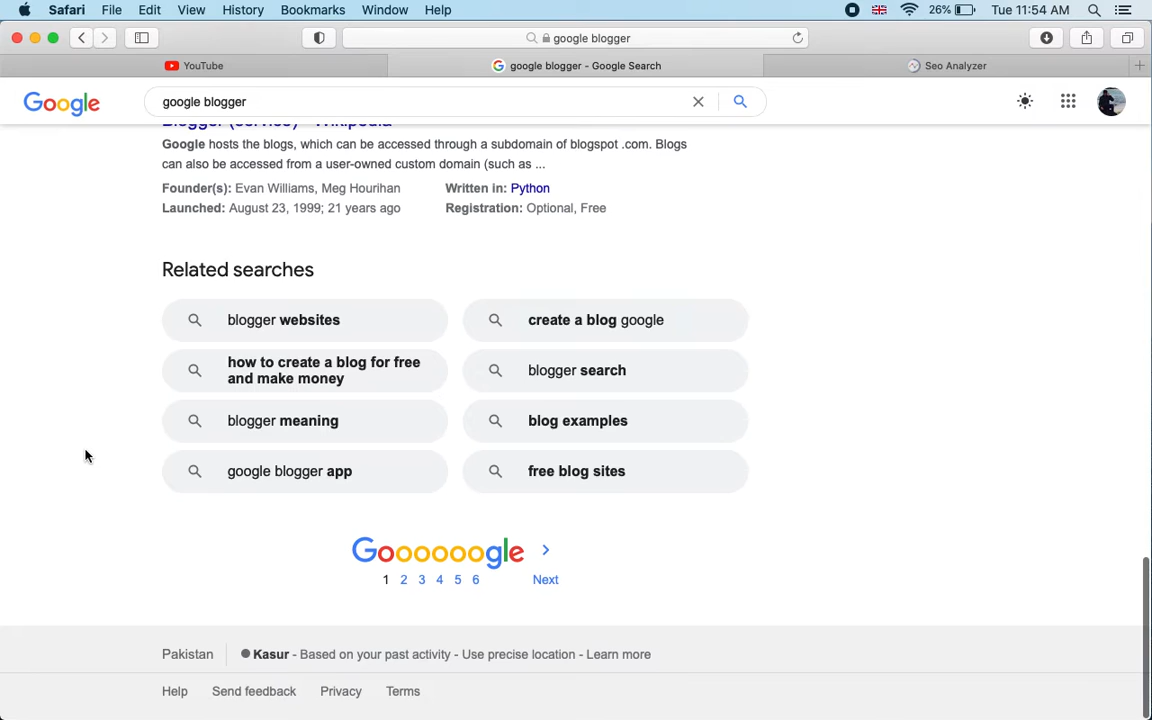 Safari File Edit View History Bookmarks Window Help 26% Tue 11:54 AM
google blogger
YouTube google blogger - Google Search Seo Analyzer
Google google blogger
Blogger (service) - Wikipedia
Google hosts the blogs, which can be accessed through a subdomain of blogspot .com. Blogs
can also be accessed from a user-owned custom domain (such as ...
Founder(s): Evan Williams, Meg Hourihan Written in: Python
Launched: August 23, 1999; 21 years ago Registration: Optional, Free
Related searches
blogger websites create a blog google
how to create a blog for free
and make money
blogger search
blogger meaning blog examples
google blogger app free blog sites
Goooooogle >
1 2 3 4 5 6 Next
Pakistan Kasur - Based on your past activity - Use precise location - Learn more
Help Send feedback Privacy Terms